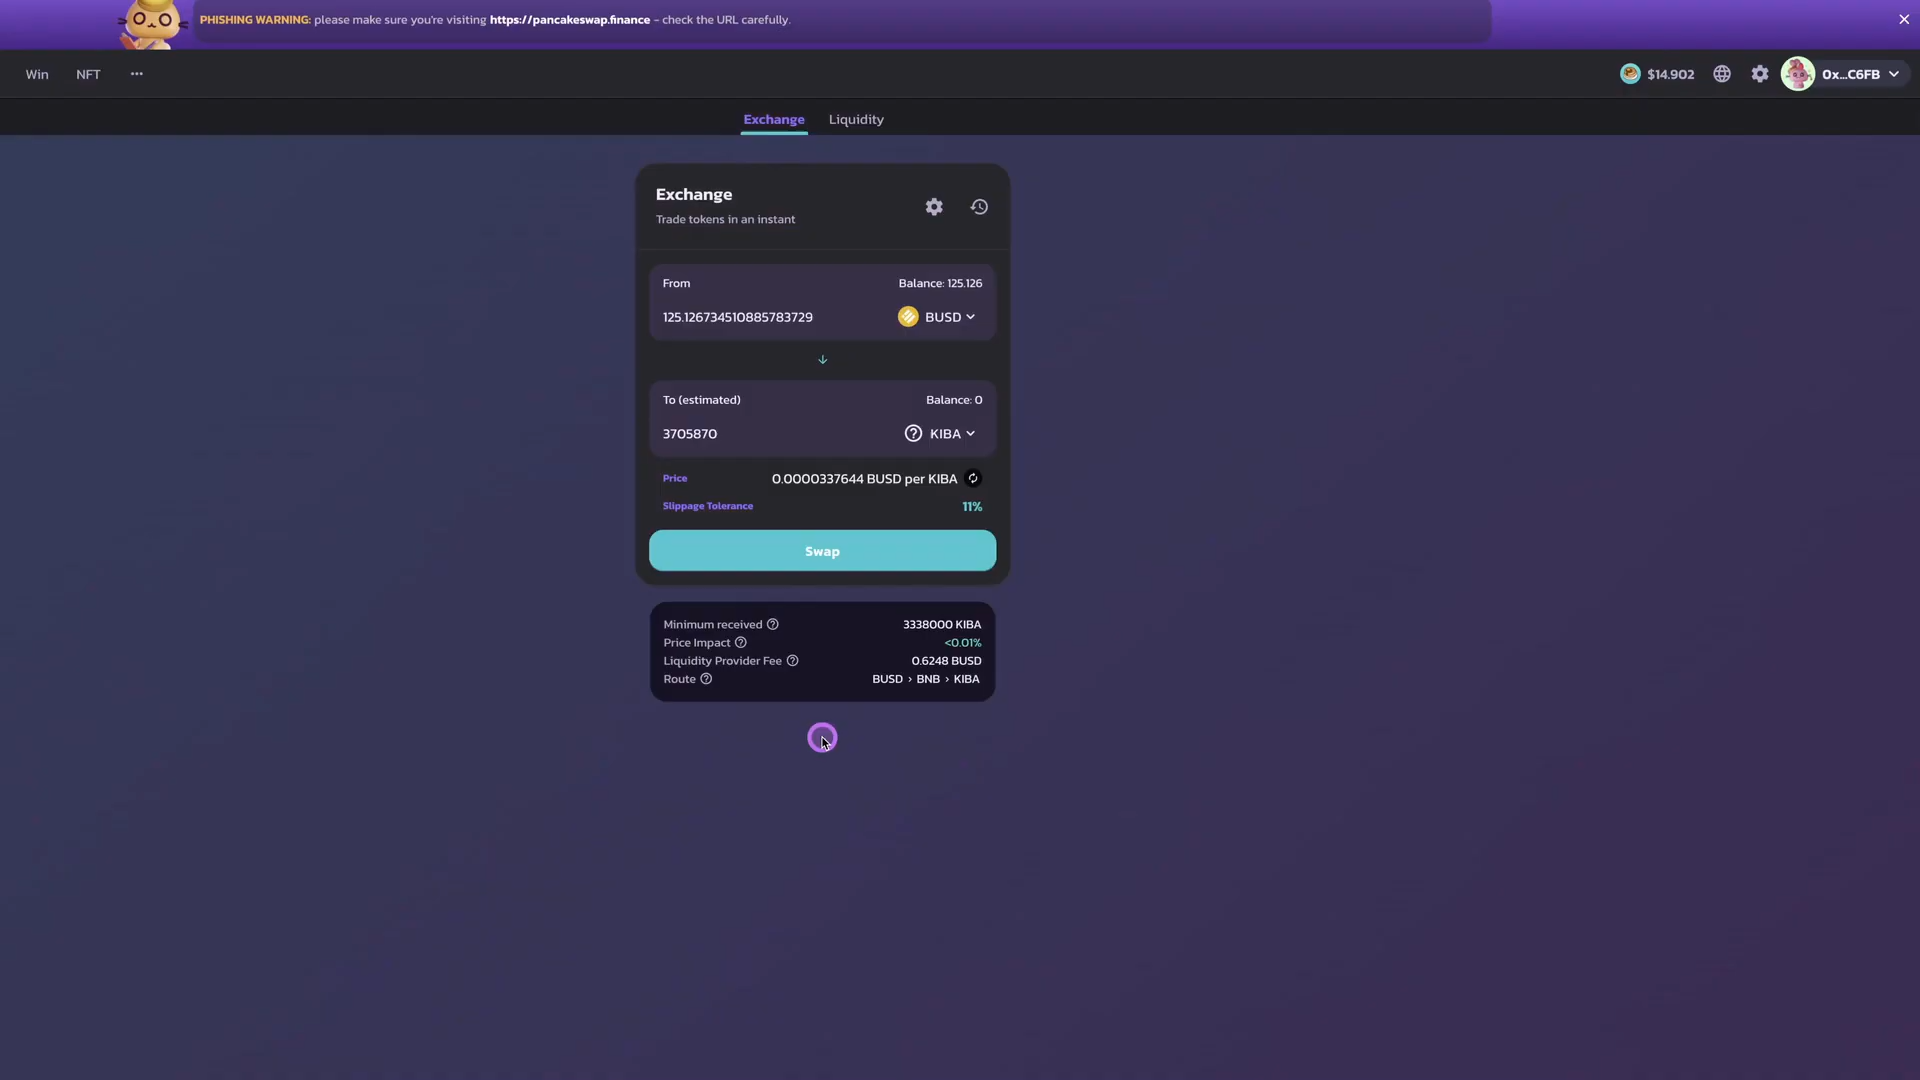 PHISHING WARNING: please make sure you're visiting https://pancakeswap.finance - check the URL carefully.
Win NFT ... $14.902 0x...C6FB
Exchange Liquidity
Exchange
Trade tokens in an instant
From Balance: 125.126
125.126734510885783729 BUSD
To (estimated) Balance: 0
3705870 KIBA
Price 0.0000337644 BUSD per KIBA
Slippage Tolerance 11%
Swap
Minimum received 3338000 KIBA
Price Impact <0.01%
Liquidity Provider Fee 0.6248 BUSD
Route BUSD > BNB > KIBA